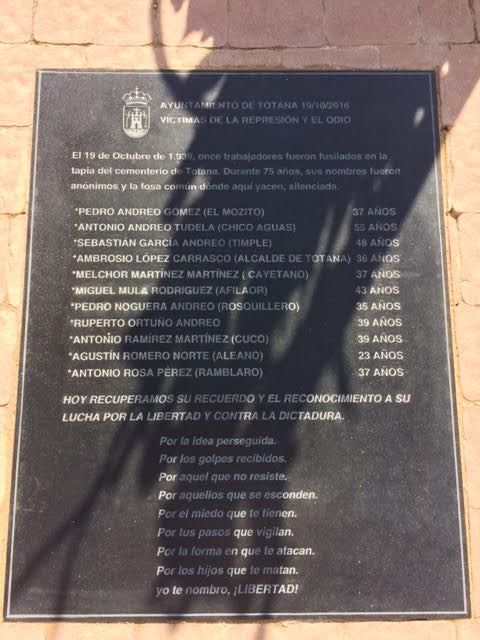 AYUNTAMIENTO DE TOTANA 19/10/2016
VÍCTIMAS DE LA REPRESIÓN Y EL ODIO
El 19 de Octubre de 1.939, once trabajadores fueron fusilados en la
tapia del cementerio de Totana. Durante 75 años, sus nombres fueron
anónimos y la fosa común donde aquí yacen, silenciada.
*PEDRO ANDREO GÓMEZ (EL MOZITO) 37 AÑOS
*ANTONIO ANDREO TUDELA (CHICO AGUAS) 55 AÑOS
*SEBASTIÁN GARCÍA ANDREO (TIMPLE) 48 AÑOS
*AMBROSIO LÓPEZ CARRASCO (ALCALDE DE TOTANA) 36 AÑOS
*MELCHOR MARTÍNEZ MARTÍNEZ ( CAYETANO) 37 AÑOS
*MIGUEL MULA RODRIGUEZ (AFILAOR) 43 AÑOS
*PEDRO NOGUERA ANDREO (ROSQUILLERO) 35 AÑOS
*RUPERTO ORTUÑO ANDREO 39 AÑOS
*ANTONIO RAMÍREZ MARTÍNEZ (CUCO) 39 AÑOS
*AGUSTÍN ROMERO NORTE (ALEANO) 23 AÑOS
*ANTONIO ROSA PÉREZ (RAMBLARO) 37 AÑOS
HOY RECUPERAMOS SU RECUERDO Y EL RECONOCIMIENTO A SU
LUCHA POR LA LIBERTAD Y CONTRA LA DICTADURA.
Por la idea perseguida.
Por los golpes recibidos.
Por aquel que no resiste.
Por aquellos que se esconden.
Por el miedo que te tienen.
Por tus pasos que vigilan.
Por la forma en que te atacan.
Por los hijos que te matan.
yo te nombro, ¡LIBERTAD!